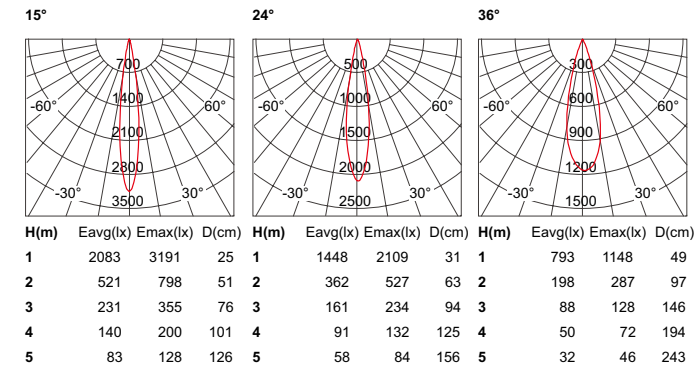 15° 24° 36°
700 500 300
1400 1000 600
-60° 60° -60° 60° -60° 60°
2100 1500 900
2800 2000 1200
-30° 30° -30° 30° -30° 30°
3500 2500 1500
H(m) Eavg(lx) Emax(lx) D(cm) H(m) Eavg(lx) Emax(lx) D(cm) H(m) Eavg(lx) Emax(lx) D(cm)
1 2083 3191 25 1 1448 2109 31 1 793 1148 49
2 521 798 51 2 362 527 63 2 198 287 97
3 231 355 76 3 161 234 94 3 88 128 146
4 140 200 101 4 91 132 125 4 50 72 194
5 83 128 126 5 58 84 156 5 32 46 243